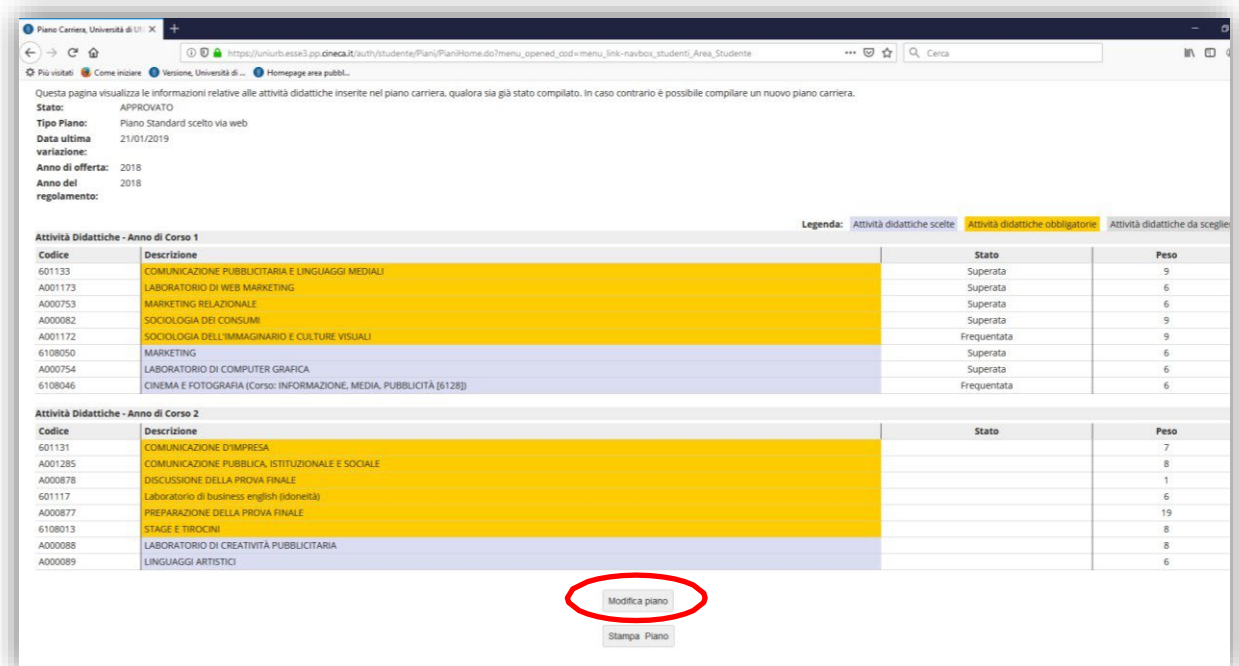 Piano Carriera, Università di U
https://uniurb.esse3.pp.cineca.it/auth/studente/Piani/PianiHome.do?menu_opened_cod=menu_link-navbox_studenti_Area_Studente
Cerca
Più visitati Come iniziare Versione, Università di ... Homepage area pubbl...
Questa pagina visualizza le informazioni relative alle attività didattiche inserite nel piano carriera, qualora sia già stato compilato. In caso contrario è possibile compilare un nuovo piano carriera.
Stato: APPROVATO
Tipo Piano: Piano Standard scelto via web
Data ultima variazione: 21/01/2019
Anno di offerta: 2018
Anno del regolamento: 2018
Legenda: Attività didattiche scelte Attività didattiche obbligatorie Attività didattiche da sceglie
Attività Didattiche - Anno di Corso 1
Codice Descrizione Stato Peso
601133 COMUNICAZIONE PUBBLICITARIA E LINGUAGGI MEDIALI Superata 9
A001173 LABORATORIO DI WEB MARKETING Superata 6
A000753 MARKETING RELAZIONALE Superata 6
A000082 SOCIOLOGIA DEI CONSUMI Superata 9
A001172 SOCIOLOGIA DELL'IMMAGINARIO E CULTURE VISUALI Frequentata 9
6108050 MARKETING Superata 6
A000754 LABORATORIO DI COMPUTER GRAFICA Superata 6
6108046 CINEMA E FOTOGRAFIA (Corso: INFORMAZIONE, MEDIA, PUBBLICITÀ [6128]) Frequentata 6
Attività Didattiche - Anno di Corso 2
Codice Descrizione Stato Peso
601131 COMUNICAZIONE D'IMPRESA 7
A001285 COMUNICAZIONE PUBBLICA, ISTITUZIONALE E SOCIALE 8
A000878 DISCUSSIONE DELLA PROVA FINALE 1
601117 Laboratorio di business english (idoneità) 6
A000877 PREPARAZIONE DELLA PROVA FINALE 19
6108013 STAGE E TIROCINI 8
A000088 LABORATORIO DI CREATIVITÀ PUBBLICITARIA 8
A000089 LINGUAGGI ARTISTICI 6
Modifica piano
Stampa Piano